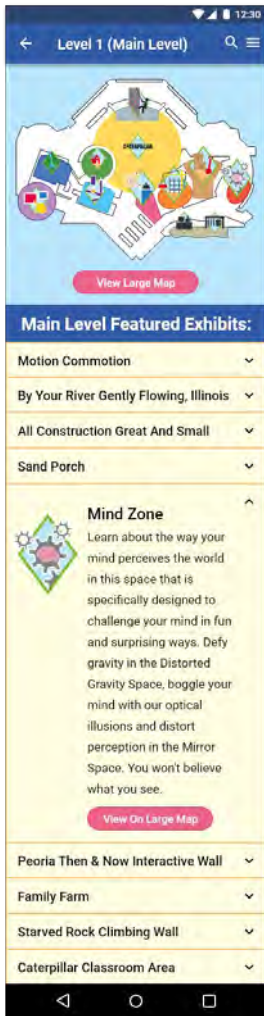 12:30
Level 1 (Main Level)
CATERPILLAR
View Large Map
Main Level Featured Exhibits:
Motion Commotion
By Your River Gently Flowing, Illinois
All Construction Great And Small
Sand Porch
Mind Zone
Learn about the way your
mind perceives the world
in this space that is
specifically designed to
challenge your mind in fun
and surprising ways. Defy
gravity in the Distorted
Gravity Space, boggle your
mind with our optical
illusions and distort
perception in the Mirror
Space. You won't believe
what you see.
View On Large Map
Peoria Then & Now Interactive Wall
Family Farm
Starved Rock Climbing Wall
Caterpillar Classroom Area